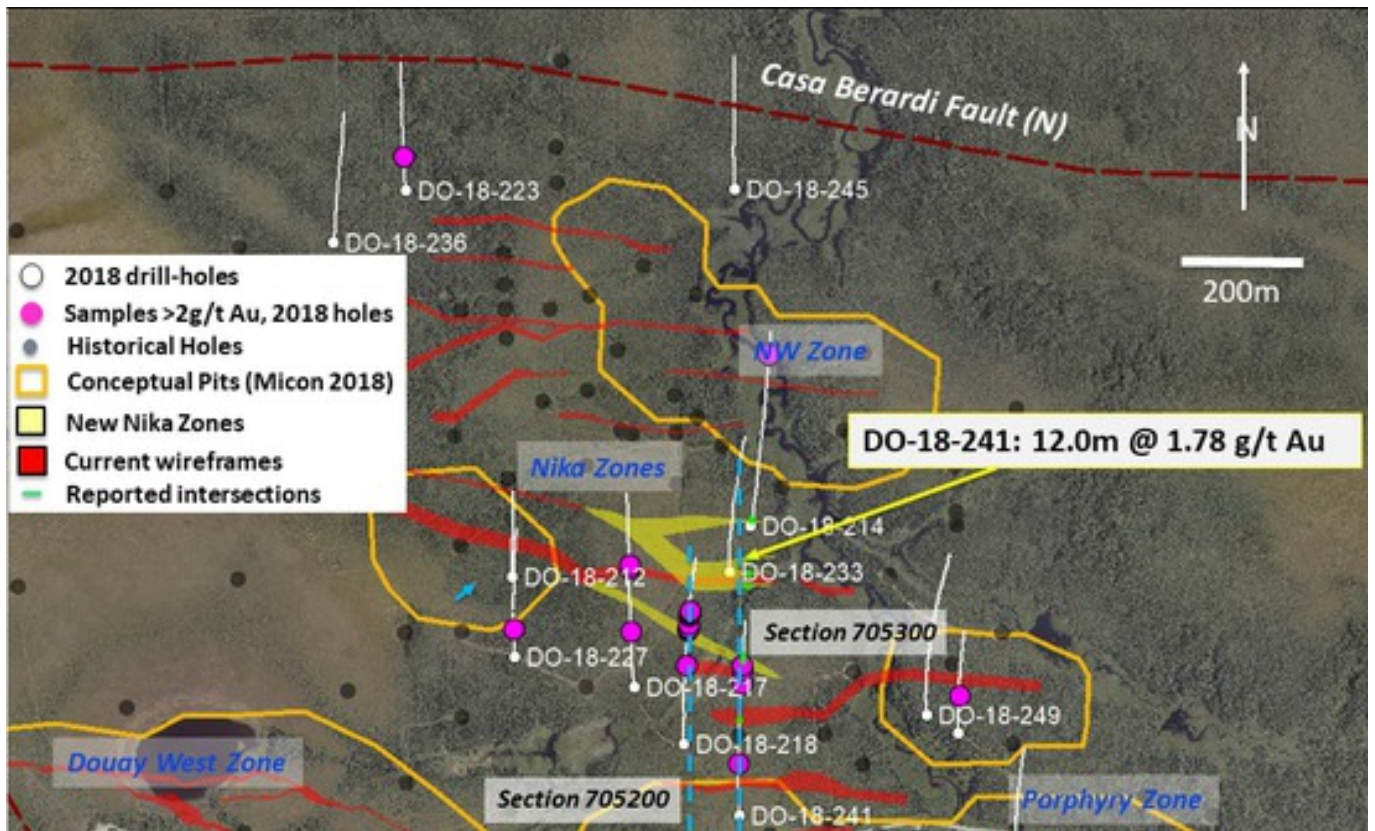 Casa Berardi Fault (N)
N
DO-18-223
DO-18-245
DO-18-236
200m
2018 drill-holes
Samples >2g/t Au, 2018 holes
Historical Holes
Conceptual Pits (Micon 2018)
New Nika Zones
Current wireframes
Reported intersections
NW Zone
DO-18-241: 12.0m @ 1.78 g/t Au
Nika Zones
DO-18-214
DO-18-212
DO-18-233
Section 705300
DO-18-227
DO-18-217
DO-18-249
DO-18-218
Douay West Zone
Section 705200
Porphyry Zone
DO-18-241